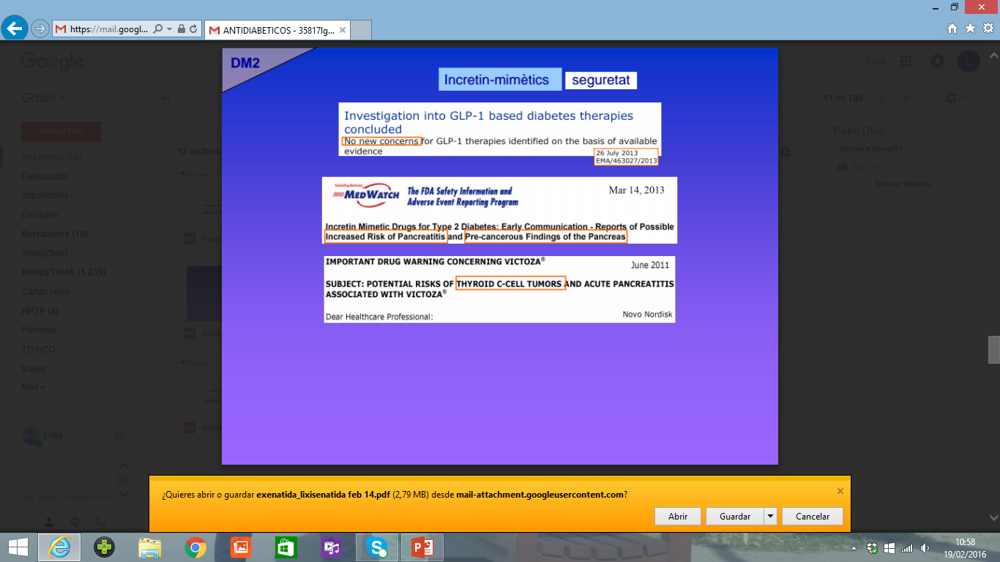 https://mail.googl...
ANTIDIABETICOS - 35817lg...
Google
Lidia
L
Gmail
11 de 785
REDACTAR
Recibidos (56)
Destacados
Importantes
Enviados
Borradores (18)
[Imap]/Sent
[Imap]/Trash (1.235)
Cartas resis
HPTP (2)
Personal
TOXICO
Viajes
Más
12 archivo
Pako Díaz
Unirse a Google+
Mostrar detalles
Lidia
No tienes contactos de
DM2
Incretin-mimètics seguretat
Investigation into GLP-1 based diabetes therapies
concluded
No new concerns for GLP-1 therapies identified on the basis of available
evidence
26 July 2013
EMA/463027/2013
MEDWATCH The FDA Safety Information and
Adverse Event Reporting Program
Mar 14, 2013
Incretin Mimetic Drugs for Type 2 Diabetes: Early Communication - Reports of Possible
Increased Risk of Pancreatitis and Pre-cancerous Findings of the Pancreas
IMPORTANT DRUG WARNING CONCERNING VICTOZA®
June 2011
SUBJECT: POTENTIAL RISKS OF THYROID C-CELL TUMORS AND ACUTE PANCREATITIS
ASSOCIATED WITH VICTOZA®
Dear Healthcare Professional:
Novo Nordisk
¿Quieres abrir o guardar exenatida_lixisenatida feb 14.pdf (2,79 MB) desde mail-attachment.googleusercontent.com?
Abrir Guardar Cancelar
10:58
19/02/2016